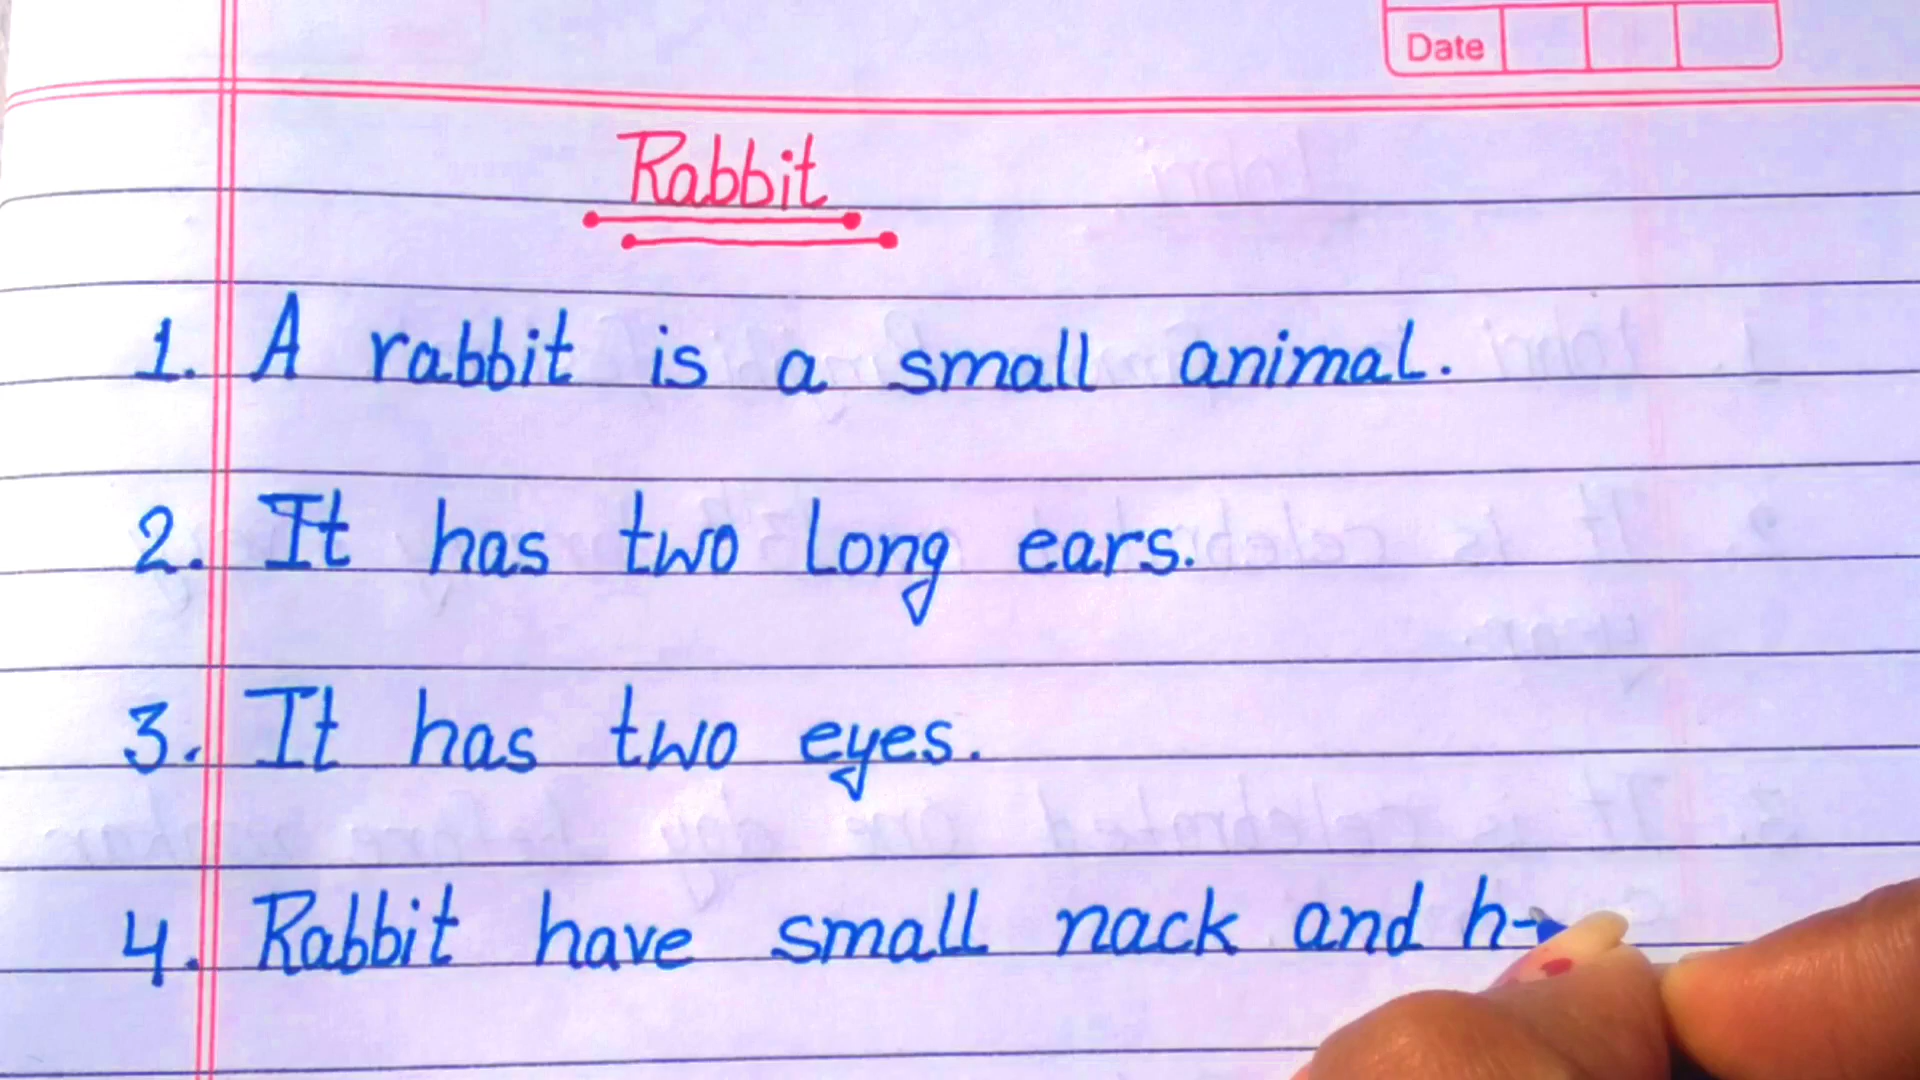 Date
Rabbit
1. A rabbit is a small animal.
2. It has two long ears.
3. It has two eyes.
4. Rabbit have small nack and h